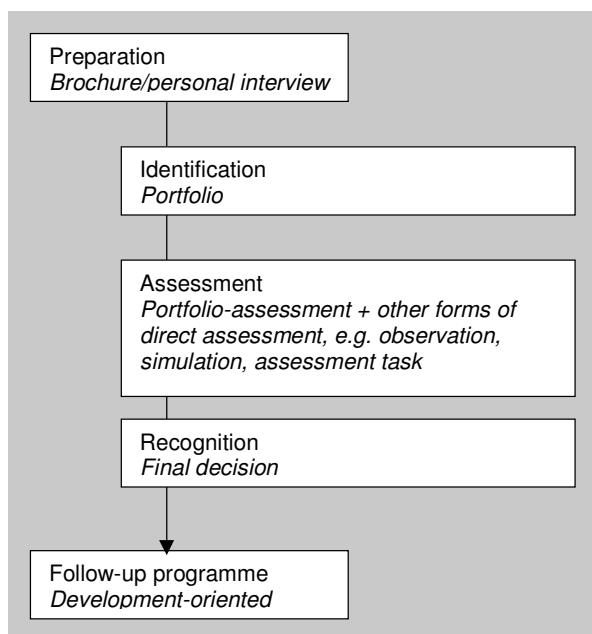 Preparation
Brochure/personal interview
Identification
Portfolio
Assessment
Portfolio-assessment + other forms of
direct assessment, e.g. observation,
simulation, assessment task
Recognition
Final decision
Follow-up programme
Development-oriented